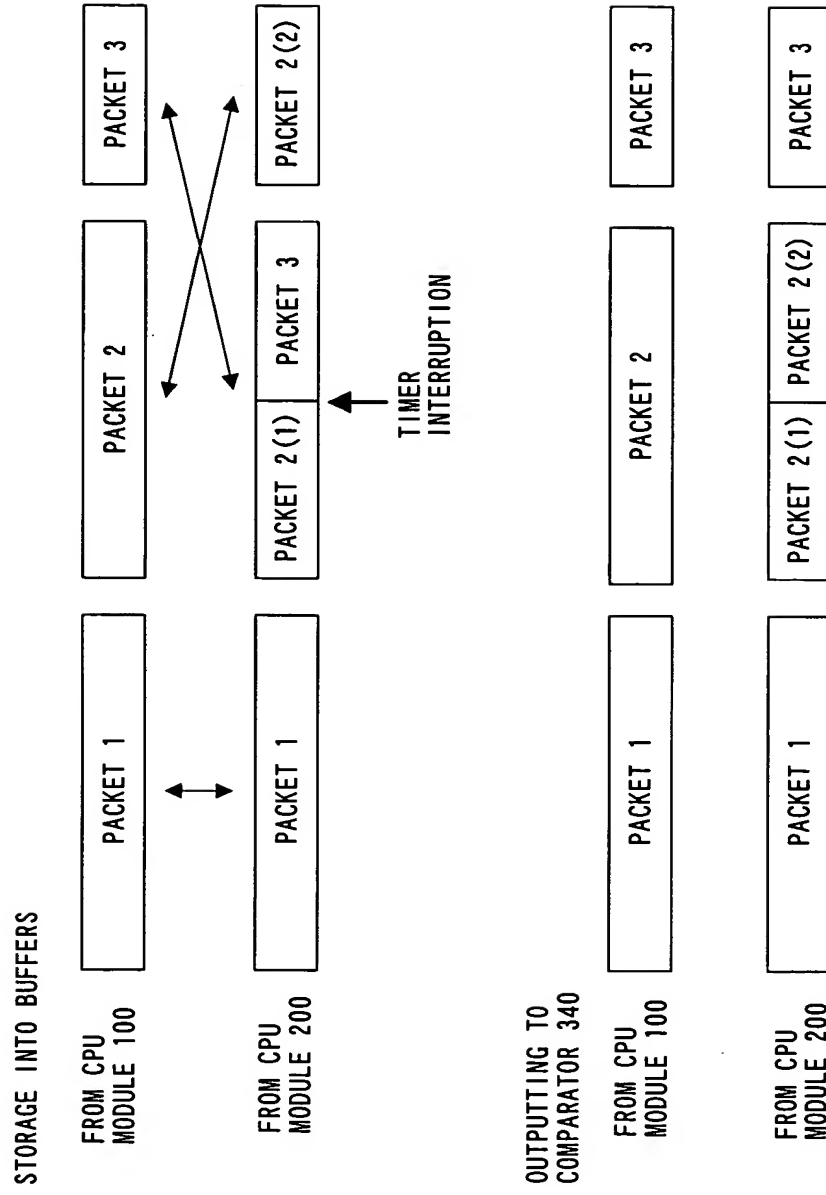 STORAGE INTO BUFFERS
FROM CPU
MODULE 100
PACKET 1
PACKET 2
PACKET 3
FROM CPU
MODULE 200
PACKET 1
PACKET 2(1)
PACKET 3
PACKET 2(2)
TIMER
INTERRUPTION
OUTPUTTING TO
COMPARATOR 340
FROM CPU
MODULE 100
PACKET 1
PACKET 2
PACKET 3
FROM CPU
MODULE 200
PACKET 1
PACKET 2(1)
PACKET 2(2)
PACKET 3